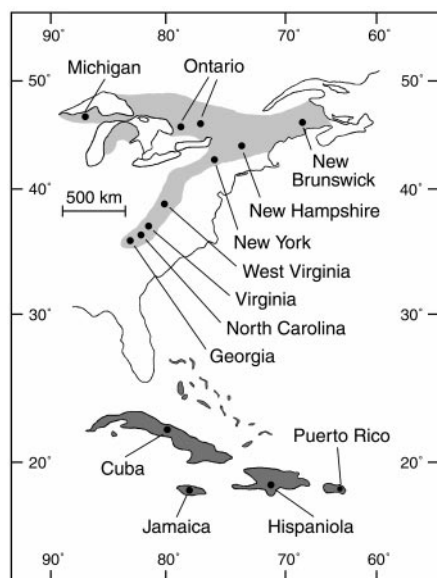 90˚
80˚
70˚
60˚
Michigan
Ontario
50˚
50˚
New
Brunswick
40˚
40˚
500 km
New Hampshire
New York
West Virginia
Virginia
30˚
30˚
North Carolina
Georgia
Puerto Rico
20˚
20˚
Cuba
Jamaica
Hispaniola
90˚
80˚
70˚
60˚